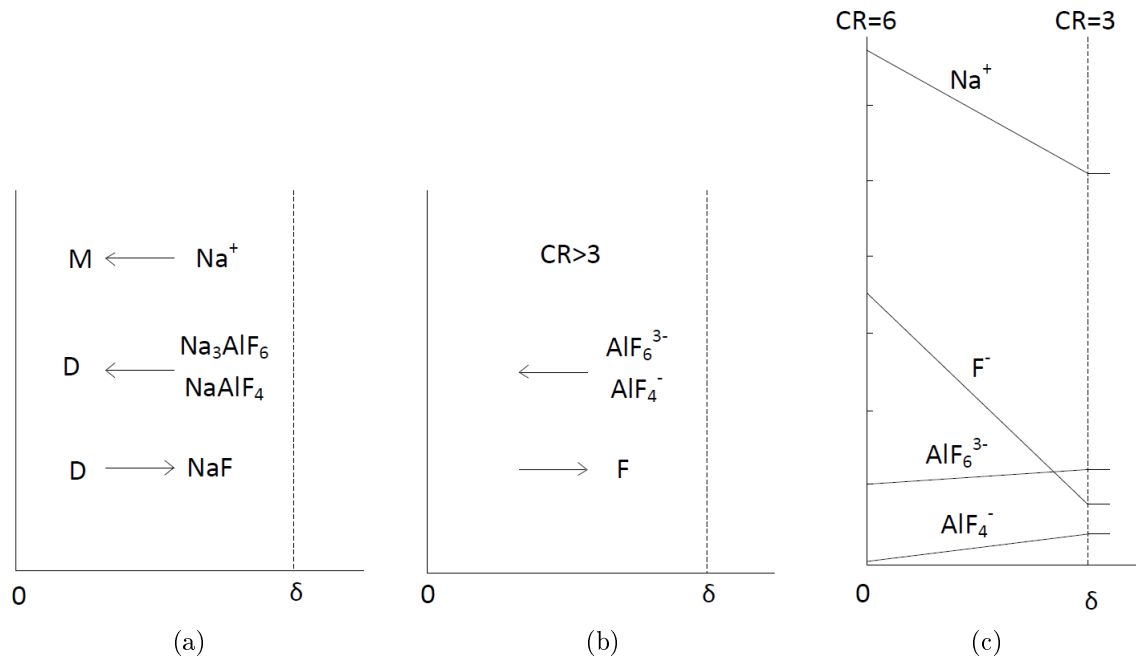 M Na⁺
D Na₃AlF₆
NaAlF₄
D NaF
0 δ
(a)
CR>3
AlF₆³⁻
AlF₄⁻
F
0 δ
(b)
CR=6 CR=3
Na⁺
F⁻
AlF₆³⁻
AlF₄⁻
0 δ
(c)